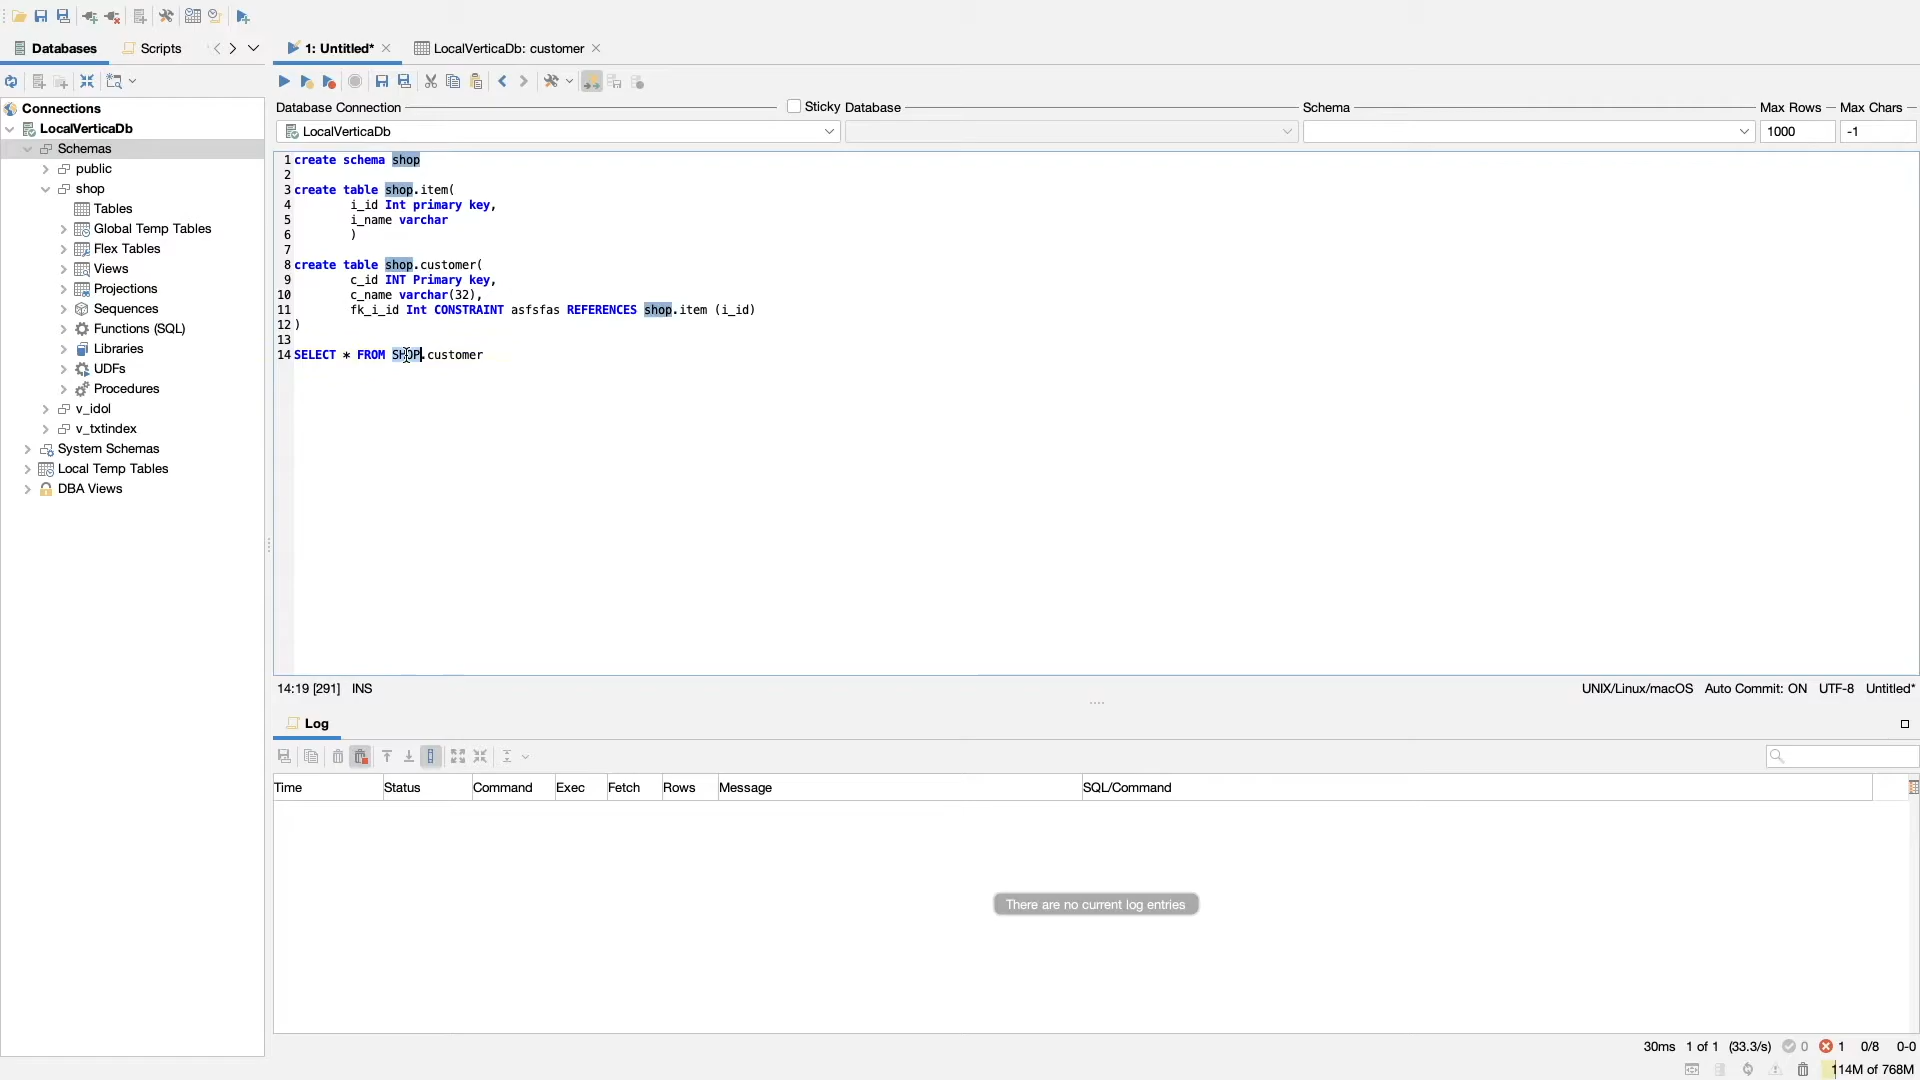 Databases
Scripts
1: Untitled*
LocalVerticaDb: customer
Database Connection
Sticky
Database
Schema
Max Rows
Max Chars
LocalVerticaDb
1000
-1
Connections
LocalVerticaDb
Schemas
public
shop
Tables
Global Temp Tables
Flex Tables
Views
Projections
Sequences
Functions (SQL)
Libraries
UDFs
Procedures
v_idol
v_txtindex
System Schemas
Local Temp Tables
DBA Views
1 create schema shop
2
3 create table shop.item(
4 i_id Int primary key,
5 i_name varchar
6 )
7
8 create table shop.customer(
9 c_id INT Primary key,
10 c_name varchar(32),
11 fk_i_id Int CONSTRAINT asfsfas REFERENCES shop.item (i_id)
12 )
13
14 SELECT * FROM SHOP.customer
14:19 [291] INS
UNIX/Linux/macOS Auto Commit: ON UTF-8 Untitled*
Log
Time Status Command Exec Fetch Rows Message SQL/Command
There are no current log entries
30ms 1 of 1 (33.3/s) 0 1 0/8 0-0
114M of 768M